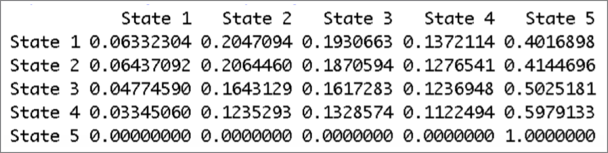 State 1 State 2 State 3 State 4 State 5
State 1 0.06332304 0.2047094 0.1930663 0.1372114 0.4016898
State 2 0.06437092 0.2064460 0.1870594 0.1276541 0.4144696
State 3 0.04774590 0.1643129 0.1617283 0.1236948 0.5025181
State 4 0.03345060 0.1235293 0.1328574 0.1122494 0.5979133
State 5 0.00000000 0.0000000 0.0000000 0.0000000 1.0000000